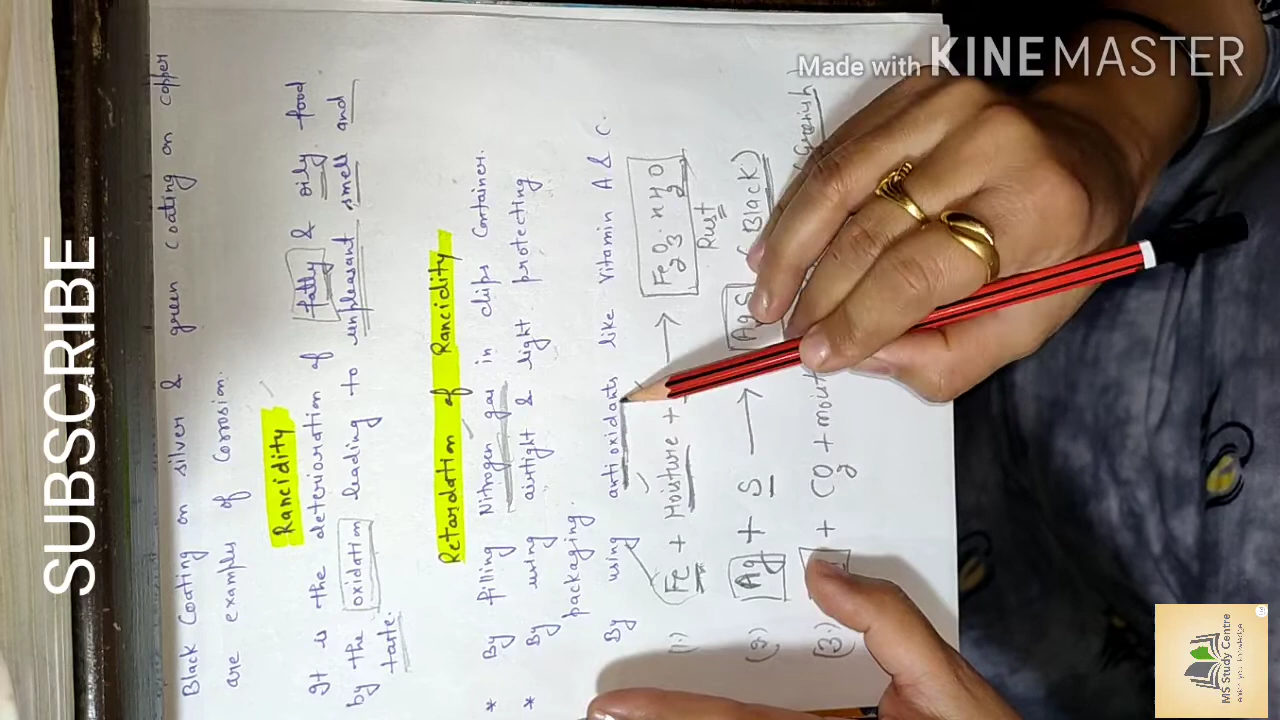 Black Coating on silver & green coating on copper
are examples of Corrosion.
Rancidity
It is the deterioration of fatty & oily food
by the oxidation leading to unpleasant smell and
taste.
Retardation of Rancidity
* By filling Nitrogen gas in chips Container.
* By using airtight & light protecting
packaging.
By using antioxidants like Vitamin A & C.
(1.) Fe + Moisture + → Fe2O3.xH2O
Rust
(2.) Ag + S → Ag2S (Black)
(3.) + CO2 + moist (Greenish)
SUBSCRIBE
Made with KINEMASTER
MS Study Centre